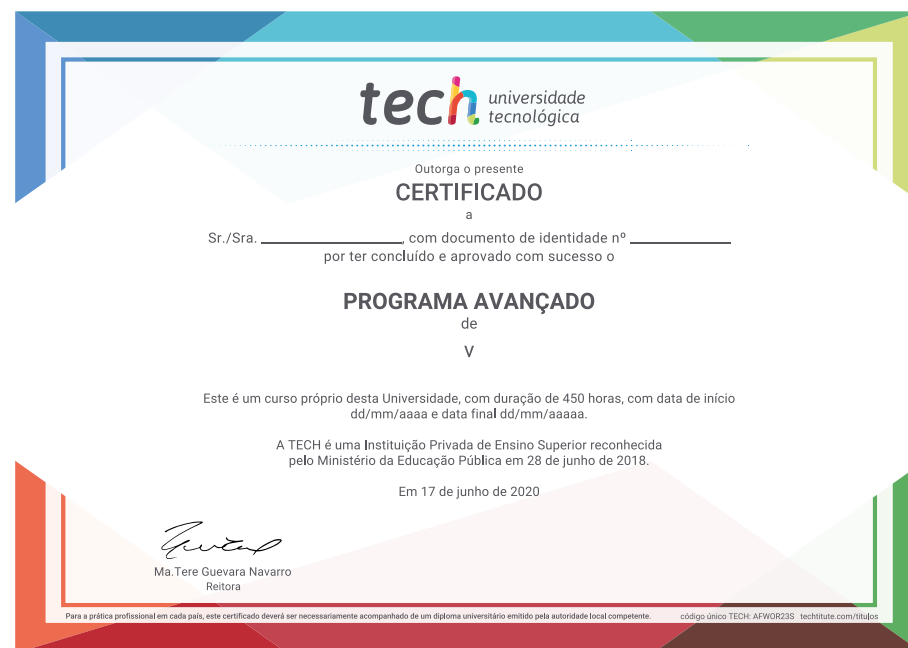 tech universidade
tecnológica
Outorga o presente
CERTIFICADO
a
Sr./Sra. ____________, com documento de identidade nº ____________
por ter concluído e aprovado com sucesso o
PROGRAMA AVANÇADO
de
V
Este é um curso próprio desta Universidade, com duração de 450 horas, com data de início
dd/mm/aaaa e data final dd/mm/aaaaa.
A TECH é uma Instituição Privada de Ensino Superior reconhecida
pelo Ministério da Educação Pública em 28 de junho de 2018.
Em 17 de junho de 2020
Ma.Tere Guevara Navarro
Reitora
Para a prática profissional em cada país, este certificado deverá ser necessariamente acompanhado de um diploma universitário emitido pela autoridade local competente. código único TECH: AFWOR23S techtitute.com/titulos